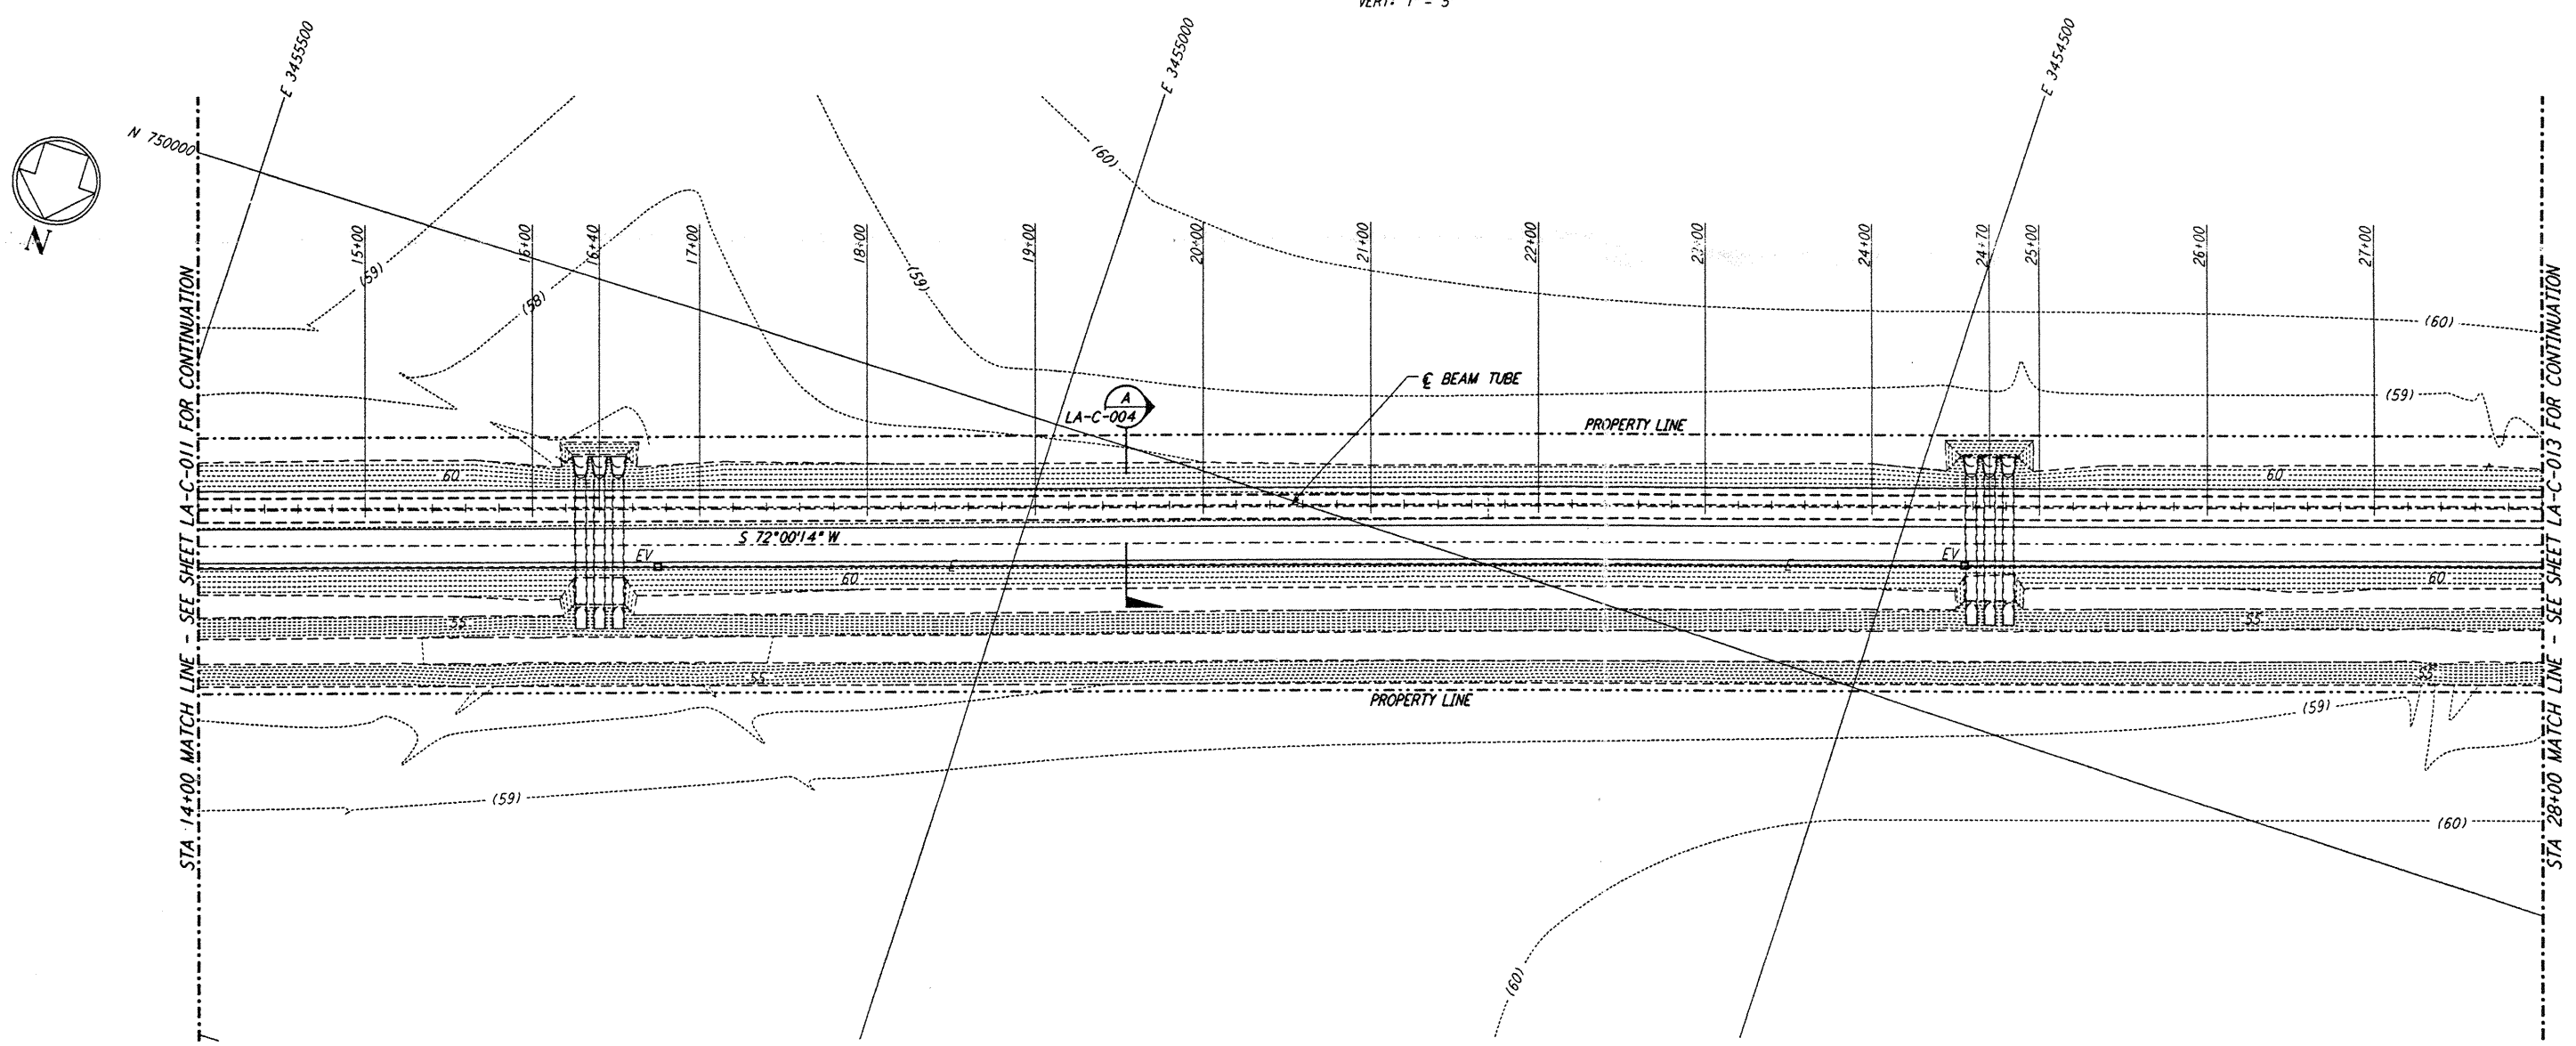 VERT: 1" = 5'
E 3455500
E 3455000
E 3454500
N 750000
N
15+00
16+00
16+40
17+00
18+00
19+00
20+00
21+00
22+00
23+00
24+00
24+70
25+00
26+00
27+00
(60)
(59)
(58)
(59)
(60)
(59)
℄ BEAM TUBE
A
LA-C-004
PROPERTY LINE
60
60
S 72°00'14" W
EV
E
E
EV
60
60
55
55
55
55
PROPERTY LINE
(59)
(59)
(60)
(60)
STA 14+00 MATCH LINE - SEE SHEET LA-C-011 FOR CONTINUATION
STA 28+00 MATCH LINE - SEE SHEET LA-C-013 FOR CONTINUATION